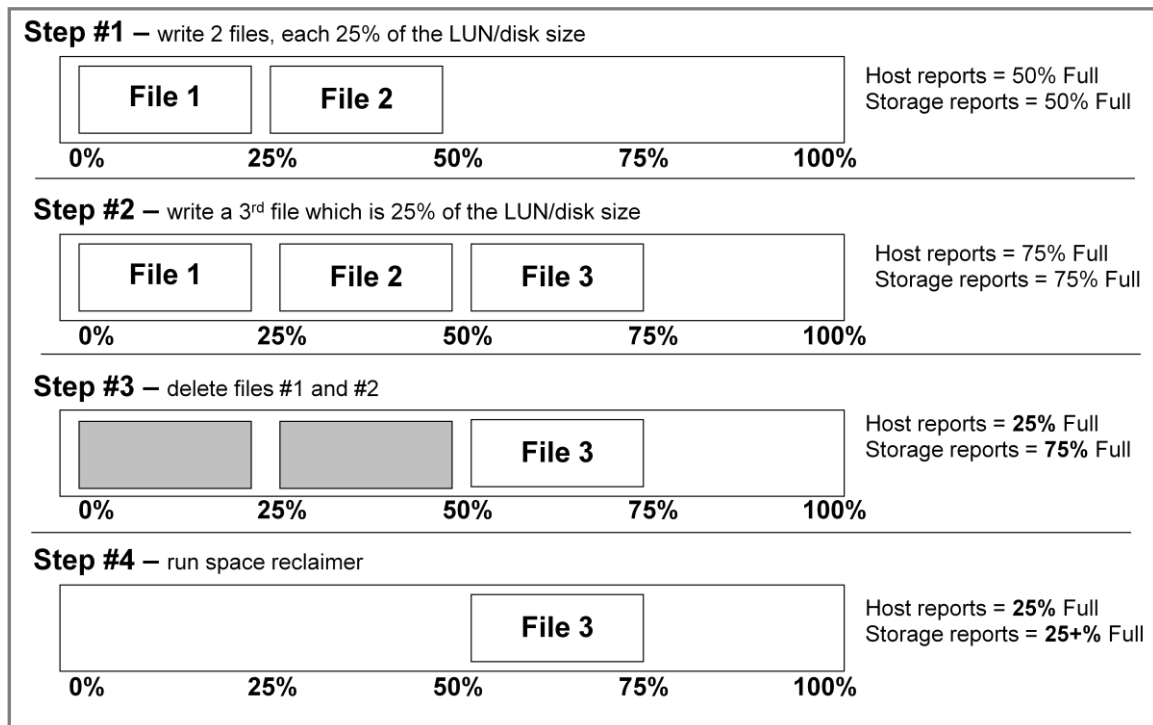 Step #1 – write 2 files, each 25% of the LUN/disk size
File 1 File 2
Host reports = 50% Full
Storage reports = 50% Full
0% 25% 50% 75% 100%
Step #2 – write a 3rd file which is 25% of the LUN/disk size
File 1 File 2 File 3
Host reports = 75% Full
Storage reports = 75% Full
0% 25% 50% 75% 100%
Step #3 – delete files #1 and #2
File 3
Host reports = 25% Full
Storage reports = 75% Full
0% 25% 50% 75% 100%
Step #4 – run space reclaimer
File 3
Host reports = 25% Full
Storage reports = 25+% Full
0% 25% 50% 75% 100%